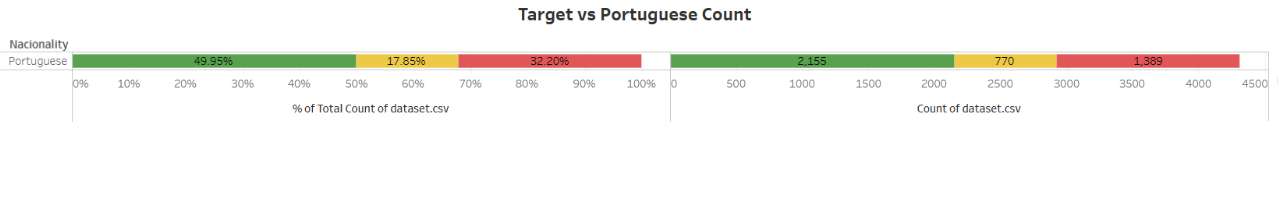 Target vs Portuguese Count
Nacionality
Portuguese 49.95% 17.85% 32.20% 2,155 770 1,389
0% 10% 20% 30% 40% 50% 60% 70% 80% 90% 100% 0 500 1000 1500 2000 2500 3000 3500 4000 4500
% of Total Count of dataset.csv Count of dataset.csv